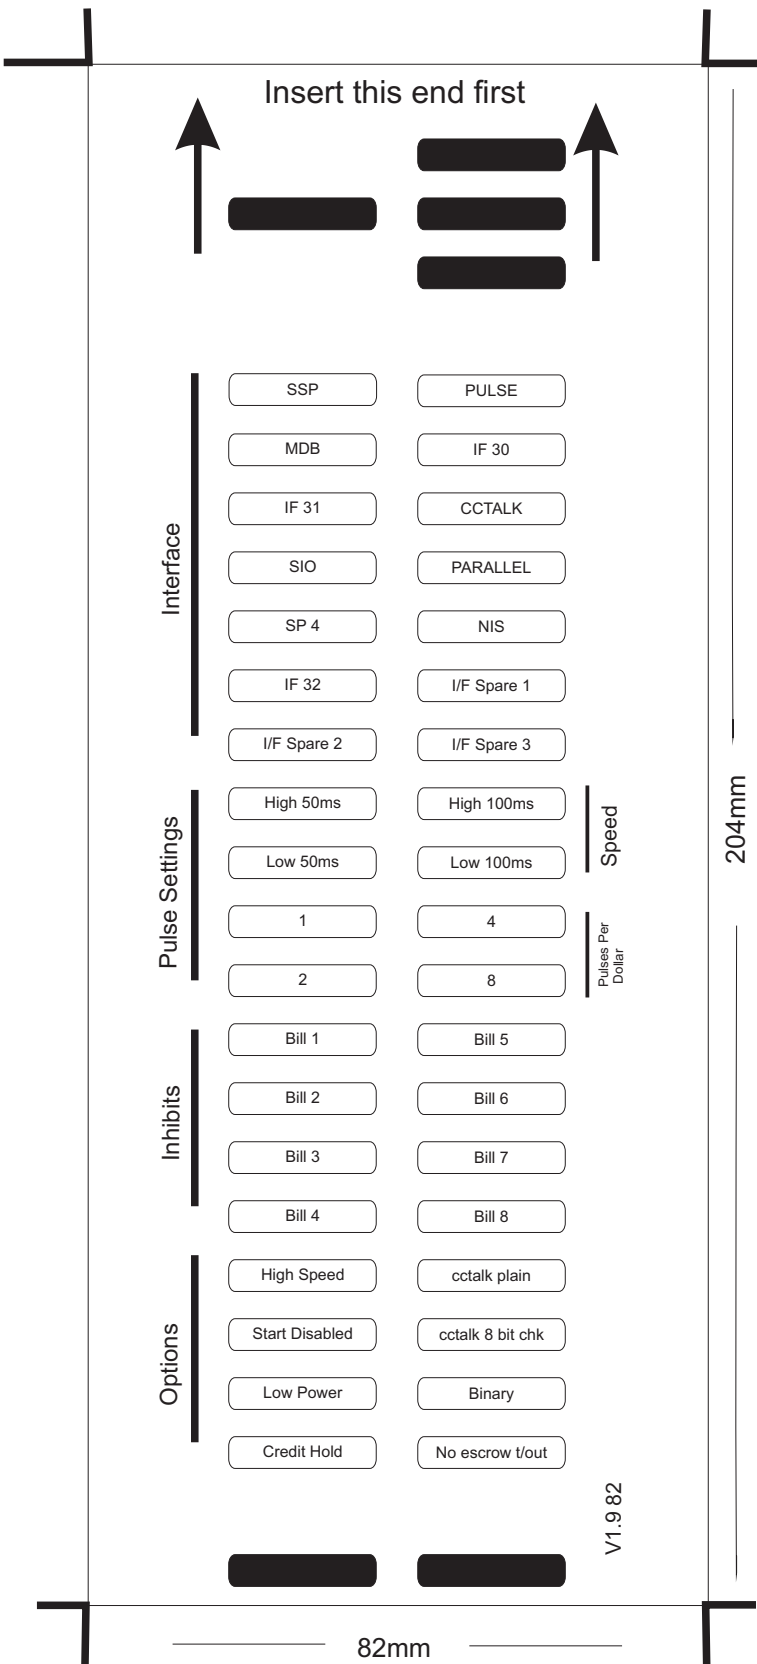 Insert this end first
Interface
SSP
PULSE
MDB
IF 30
IF 31
CCTALK
SIO
PARALLEL
SP 4
NIS
IF 32
I/F Spare 1
I/F Spare 2
I/F Spare 3
Pulse Settings
High 50ms
High 100ms
Speed
Low 50ms
Low 100ms
1
4
Pulses Per
Dollar
2
8
Inhibits
Bill 1
Bill 5
Bill 2
Bill 6
Bill 3
Bill 7
Bill 4
Bill 8
Options
High Speed
cctalk plain
Start Disabled
cctalk 8 bit chk
Low Power
Binary
Credit Hold
No escrow t/out
V1.9 82
204mm
82mm